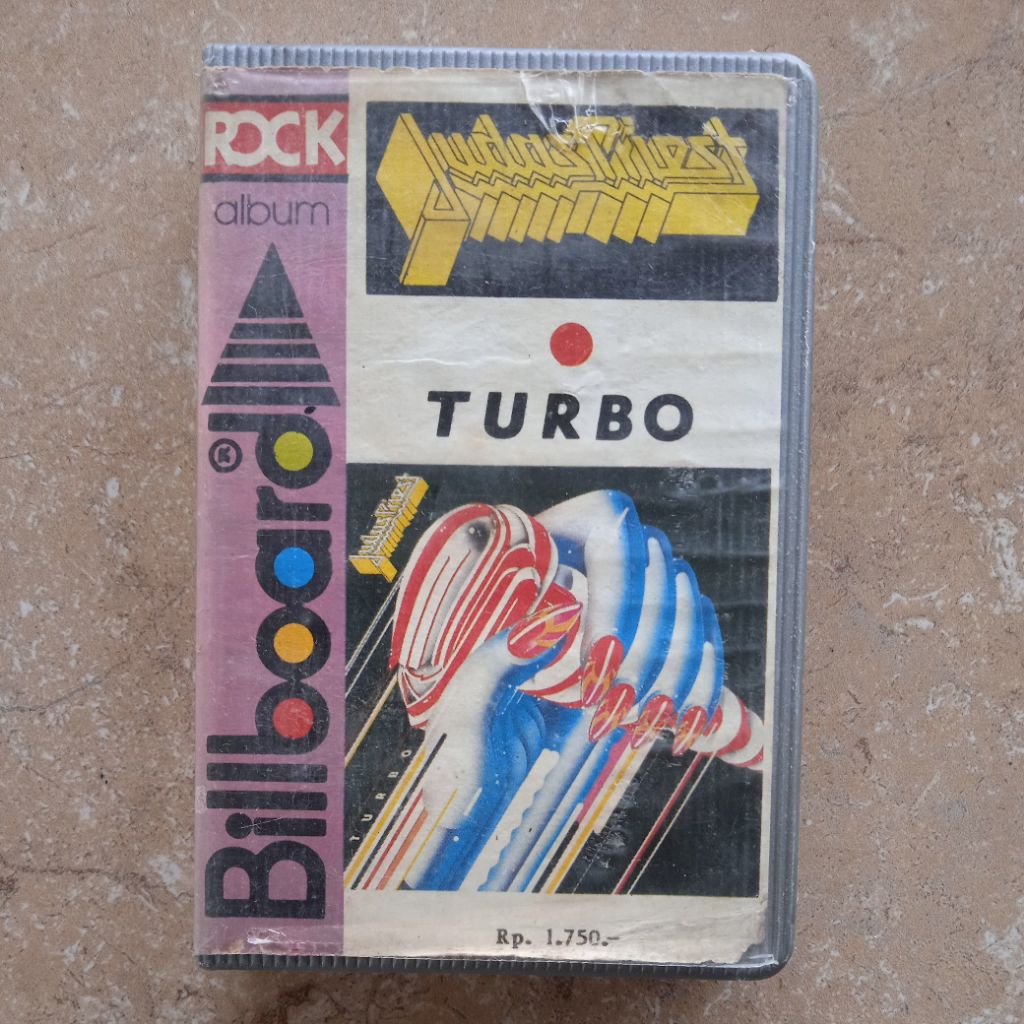 ROCK
album
Billboard®
Judas Priest
TURBO
Judas Priest
TURBO
Rp. 1.750.-